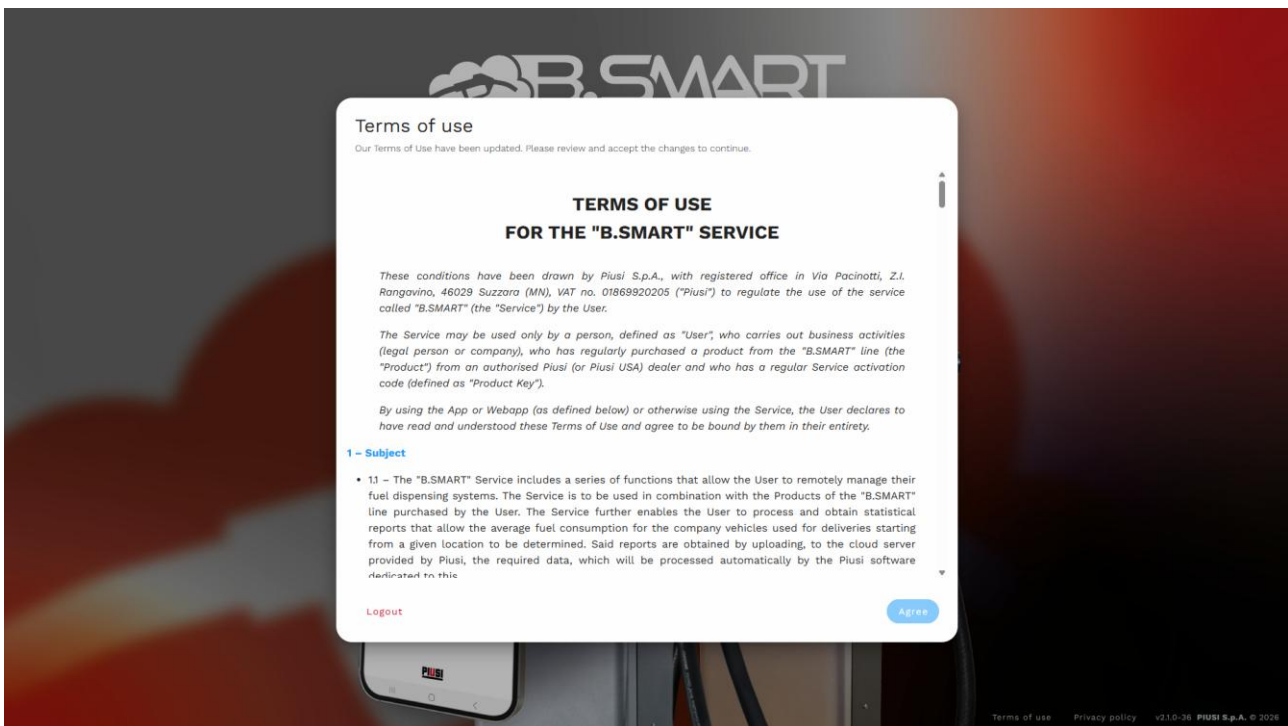 B.SMART
Terms of use
Our Terms of Use have been updated. Please review and accept the changes to continue.
TERMS OF USE
FOR THE "B.SMART" SERVICE
These conditions have been drawn by Piusi S.p.A., with registered office in Via Pacinotti, Z.I.
Rangavino, 46029 Suzzara (MN), VAT no. 01869920205 ("Piusi") to regulate the use of the service
called "B.SMART" (the "Service") by the User.
The Service may be used only by a person, defined as "User", who carries out business activities
(legal person or company), who has regularly purchased a product from the "B.SMART" line (the
"Product") from an authorised Piusi (or Piusi USA) dealer and who has a regular Service activation
code (defined as "Product Key").
By using the App or Webapp (as defined below) or otherwise using the Service, the User declares to
have read and understood these Terms of Use and agree to be bound by them in their entirety.
1 – Subject
• 1.1 – The "B.SMART" Service includes a series of functions that allow the User to remotely manage their
fuel dispensing systems. The Service is to be used in combination with the Products of the "B.SMART"
line purchased by the User. The Service further enables the User to process and obtain statistical
reports that allow the average fuel consumption for the company vehicles used for deliveries starting
from a given location to be determined. Said reports are obtained by uploading, to the cloud server
provided by Piusi, the required data, which will be processed automatically by the Piusi software
dedicated to this
Logout
Agree
PIUSI
Terms of use Privacy policy v2.1.0-36 PIUSI S.p.A. © 2026